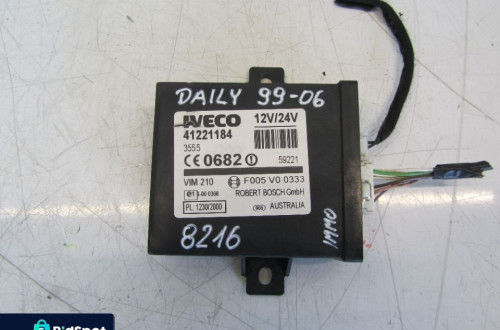 DAILY 99-06
IVECO 12V/24V
41221184
3555
CE 0682 59221
VIM 210 F005 V0 0333
ROBERT BOSCH GmbH
PL: 1230/2000 AUSTRALIA
8216
IMMO
BidSpot